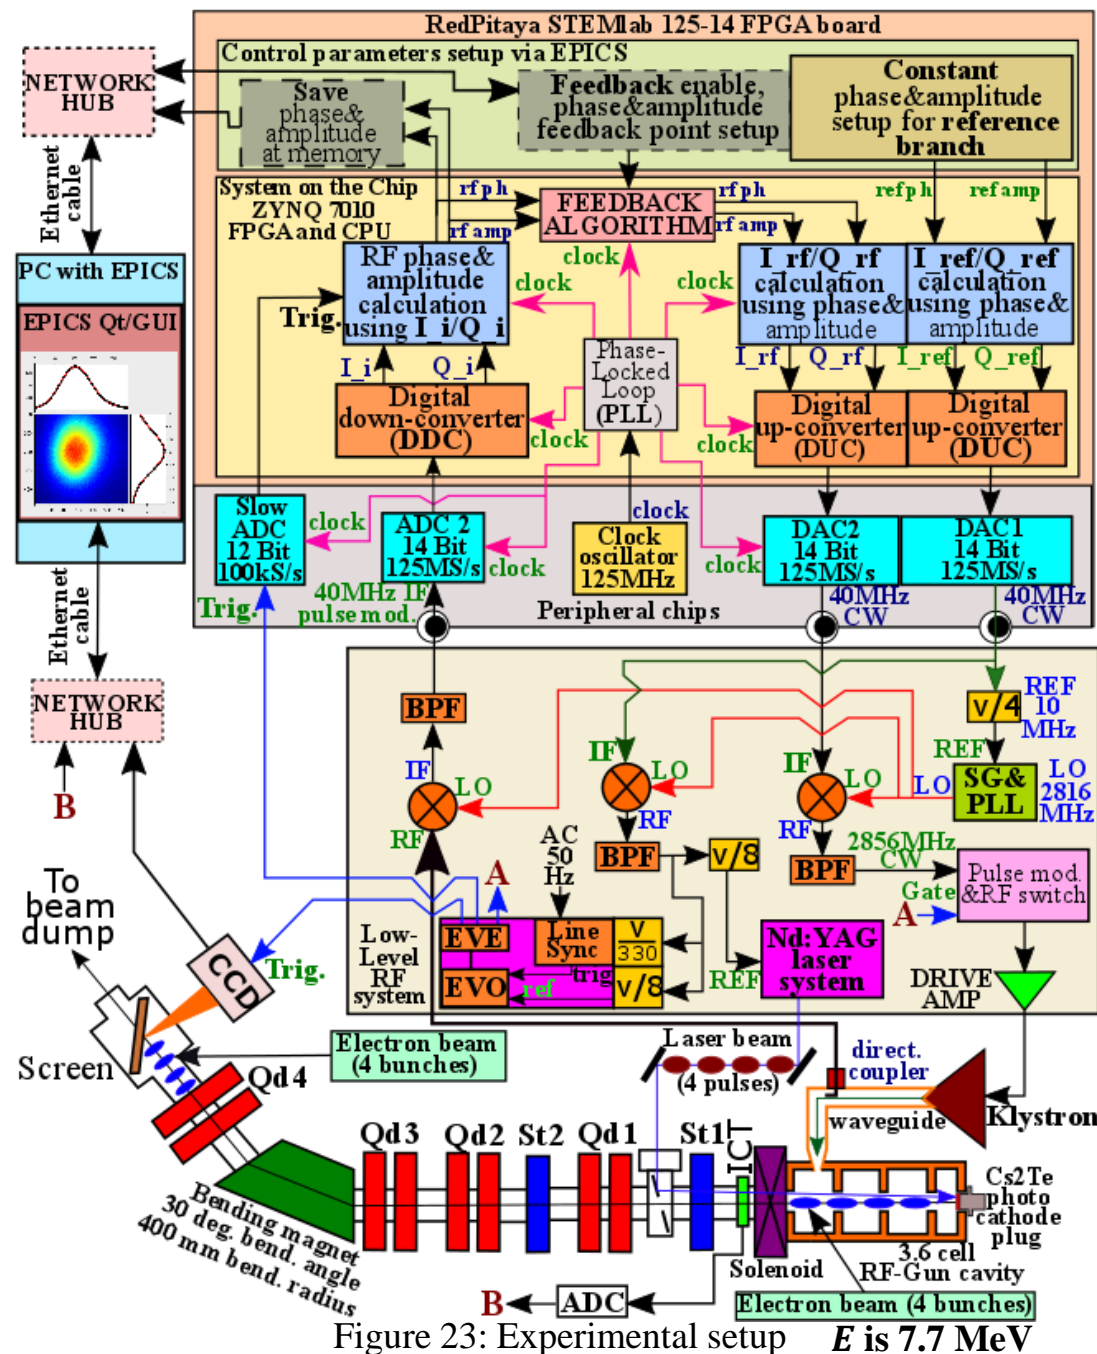 RedPitaya STEMlab 125-14 FPGA board
Control parameters setup via EPICS
NETWORK
HUB
Save
phase&
amplitude
at memory
Feedback enable,
phase&amplitude
feedback point setup
Constant
phase&amplitude
setup for reference
branch
Ethernet
cable
System on the Chip
ZYNQ 7010
FPGA and CPU
rf ph
rf amp
FEEDBACK
ALGORITHM
rf ph
rf amp
ref ph
ref amp
PC with EPICS
EPICS Qt/GUI
RF phase&
amplitude
calculation
using I_i/Q_i
Trig.
clock
clock
clock
I_rf/Q_rf
calculation
using phase&
amplitude
I_ref/Q_ref
calculation
using phase&
amplitude
I_i
Q_i
Phase-
Locked
Loop
(PLL)
I_rf
Q_rf
I_ref
Q_ref
Digital
down-converter
(DDC)
clock
clock
Digital
up-converter
(DUC)
Digital
up-converter
(DUC)
Slow
ADC
12 Bit
100kS/s
clock
ADC 2
14 Bit
125MS/s
clock
clock
Clock
oscillator
125MHz
clock
DAC2
14 Bit
125MS/s
DAC1
14 Bit
125MS/s
Trig.
40MHz IF
pulse mod.
Peripheral chips
40MHz
CW
40MHz
CW
Ethernet
cable
NETWORK
HUB
B
BPF
IF
LO
RF
IF
LO
RF
IF
LO
RF
v/4
REF
10
MHz
REF
SG&
PLL
LO
LO
2816
MHz
AC
50
Hz
BPF
v/8
BPF
2856MHz
CW
Pulse mod.
&RF switch
Gate
A
A
To
beam
dump
CCD
Trig.
Low-
Level
RF
system
EVE
EVO
Line
Sync
v
330
trig
ref
v/8
REF
Nd:YAG
laser
system
DRIVE
AMP
Screen
Electron beam
(4 bunches)
Qd4
Laser beam
(4 pulses)
direct.
coupler
waveguide
Klystron
Qd3
Qd2
St2
Qd1
St1
ICT
Bending magnet
30 deg. bend. angle
400 mm bend. radius
Cs2Te
photo
cathode
plug
Solenoid
3.6 cell
RF-Gun cavity
B
ADC
Electron beam (4 bunches)
Figure 23: Experimental setup
E is 7.7 MeV